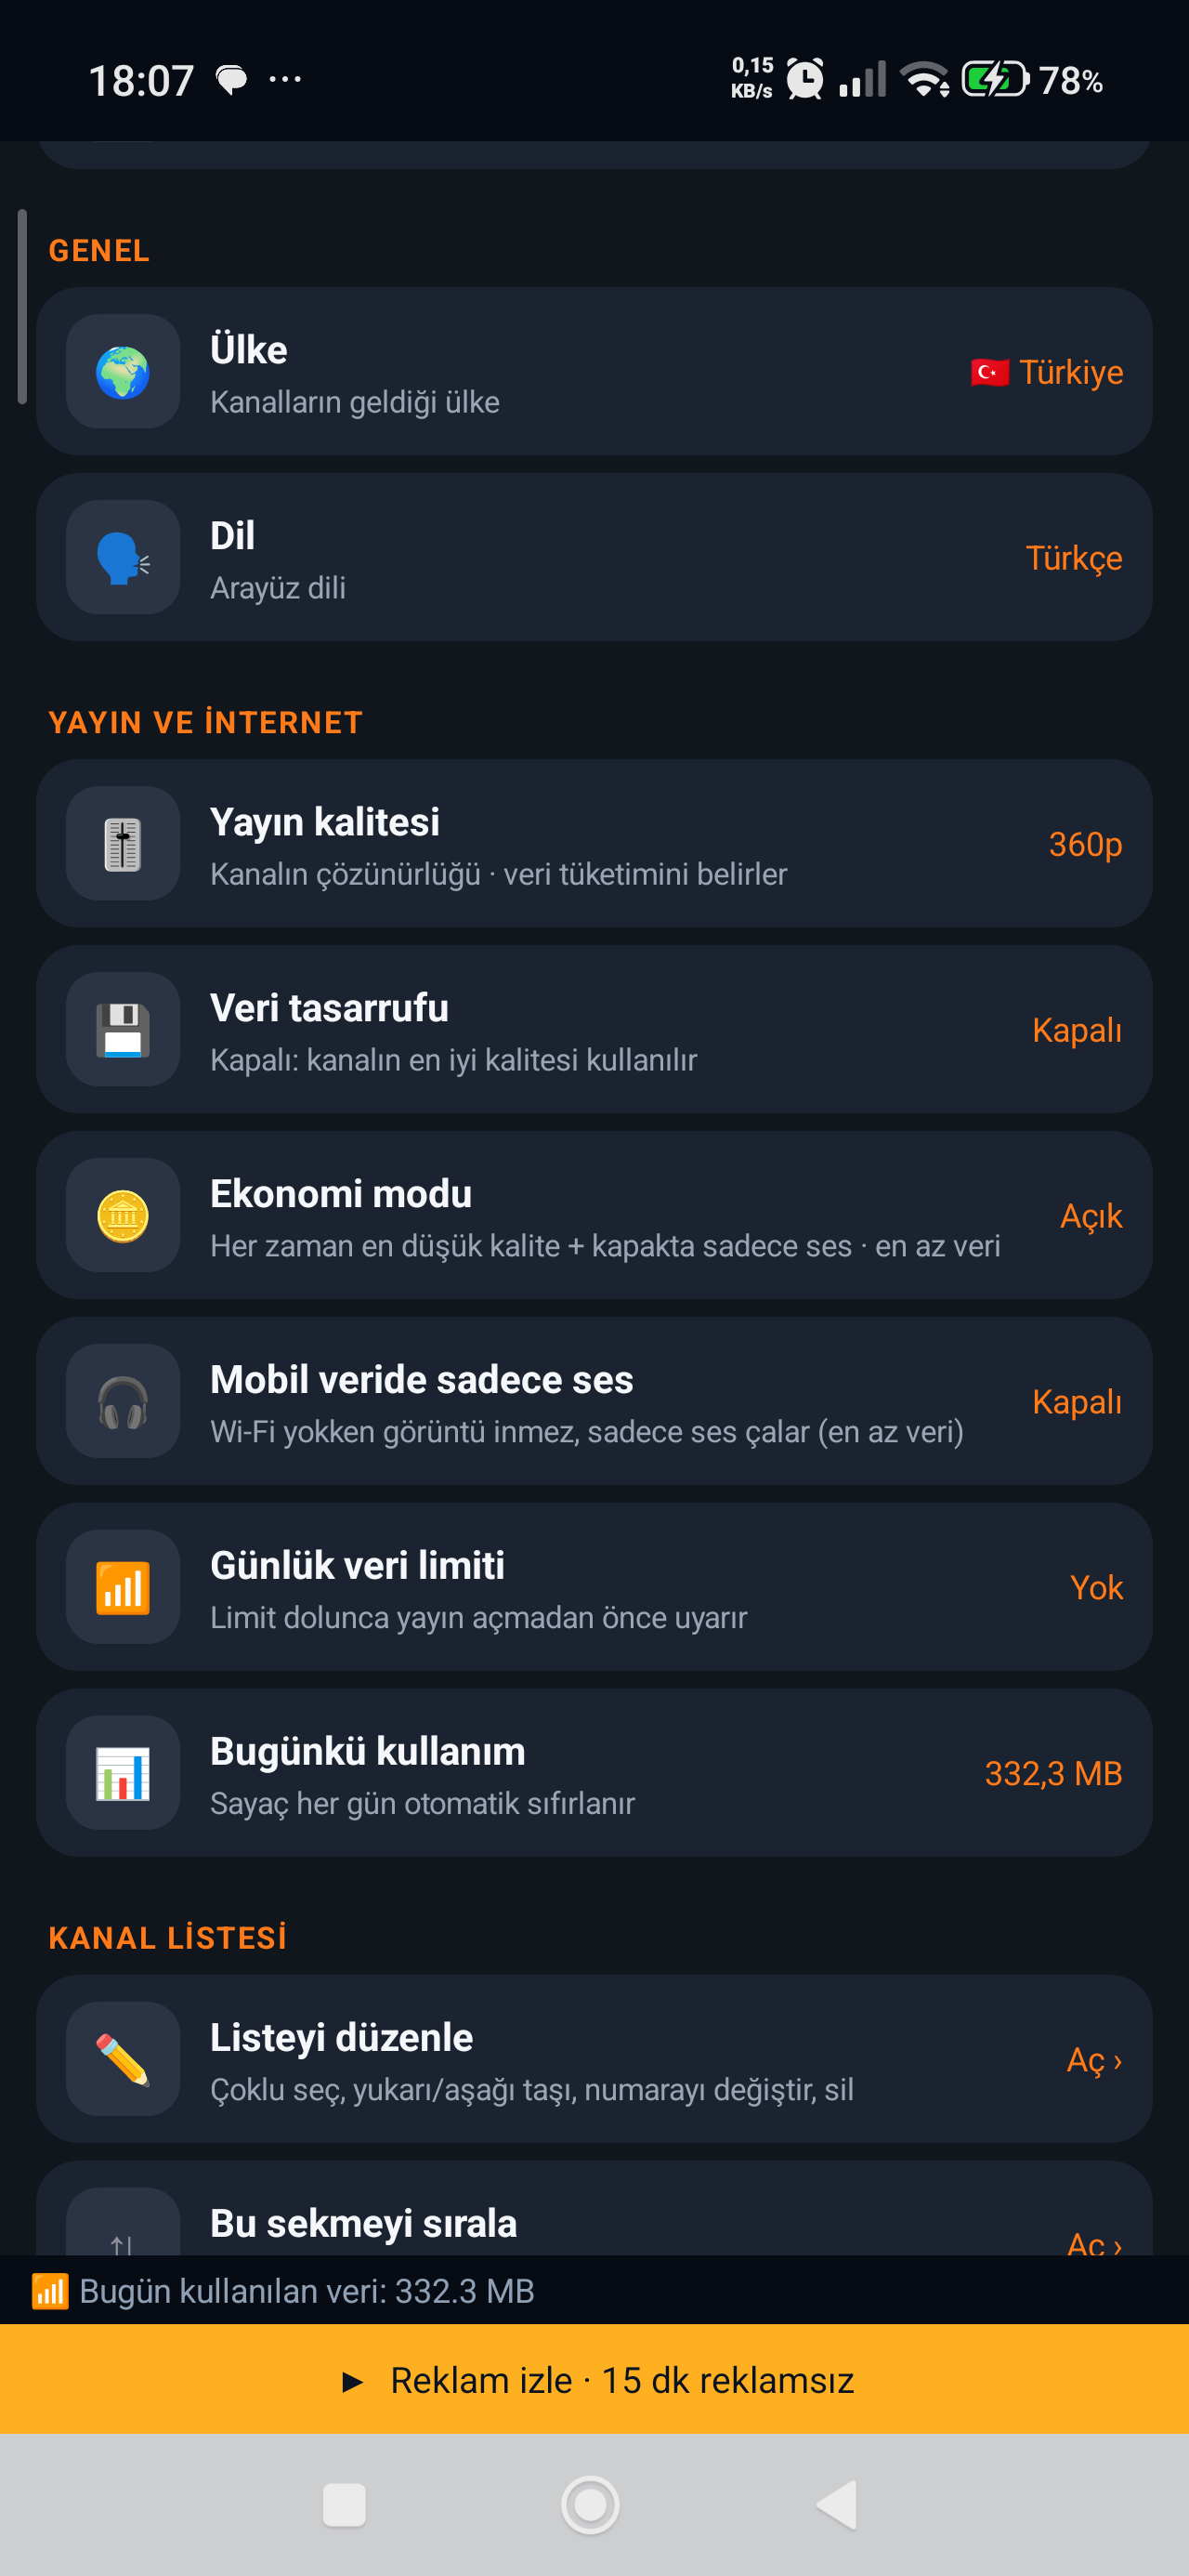 18:07
0,15
KB/s
78%
GENEL
Ülke
Kanalların geldiği ülke
Türkiye
Dil
Arayüz dili
Türkçe
YAYIN VE İNTERNET
Yayın kalitesi
Kanalın çözünürlüğü · veri tüketimini belirler
360p
Veri tasarrufu
Kapalı: kanalın en iyi kalitesi kullanılır
Kapalı
Ekonomi modu
Her zaman en düşük kalite + kapakta sadece ses · en az veri
Açık
Mobil veride sadece ses
Wi-Fi yokken görüntü inmez, sadece ses çalar (en az veri)
Kapalı
Günlük veri limiti
Limit dolunca yayın açmadan önce uyarır
Yok
Bugünkü kullanım
Sayaç her gün otomatik sıfırlanır
332,3 MB
KANAL LİSTESİ
Listeyi düzenle
Çoklu seç, yukarı/aşağı taşı, numarayı değiştir, sil
Aç ›
Bu sekmeyi sırala
Aç ›
Bugün kullanılan veri: 332.3 MB
► Reklam izle · 15 dk reklamsız